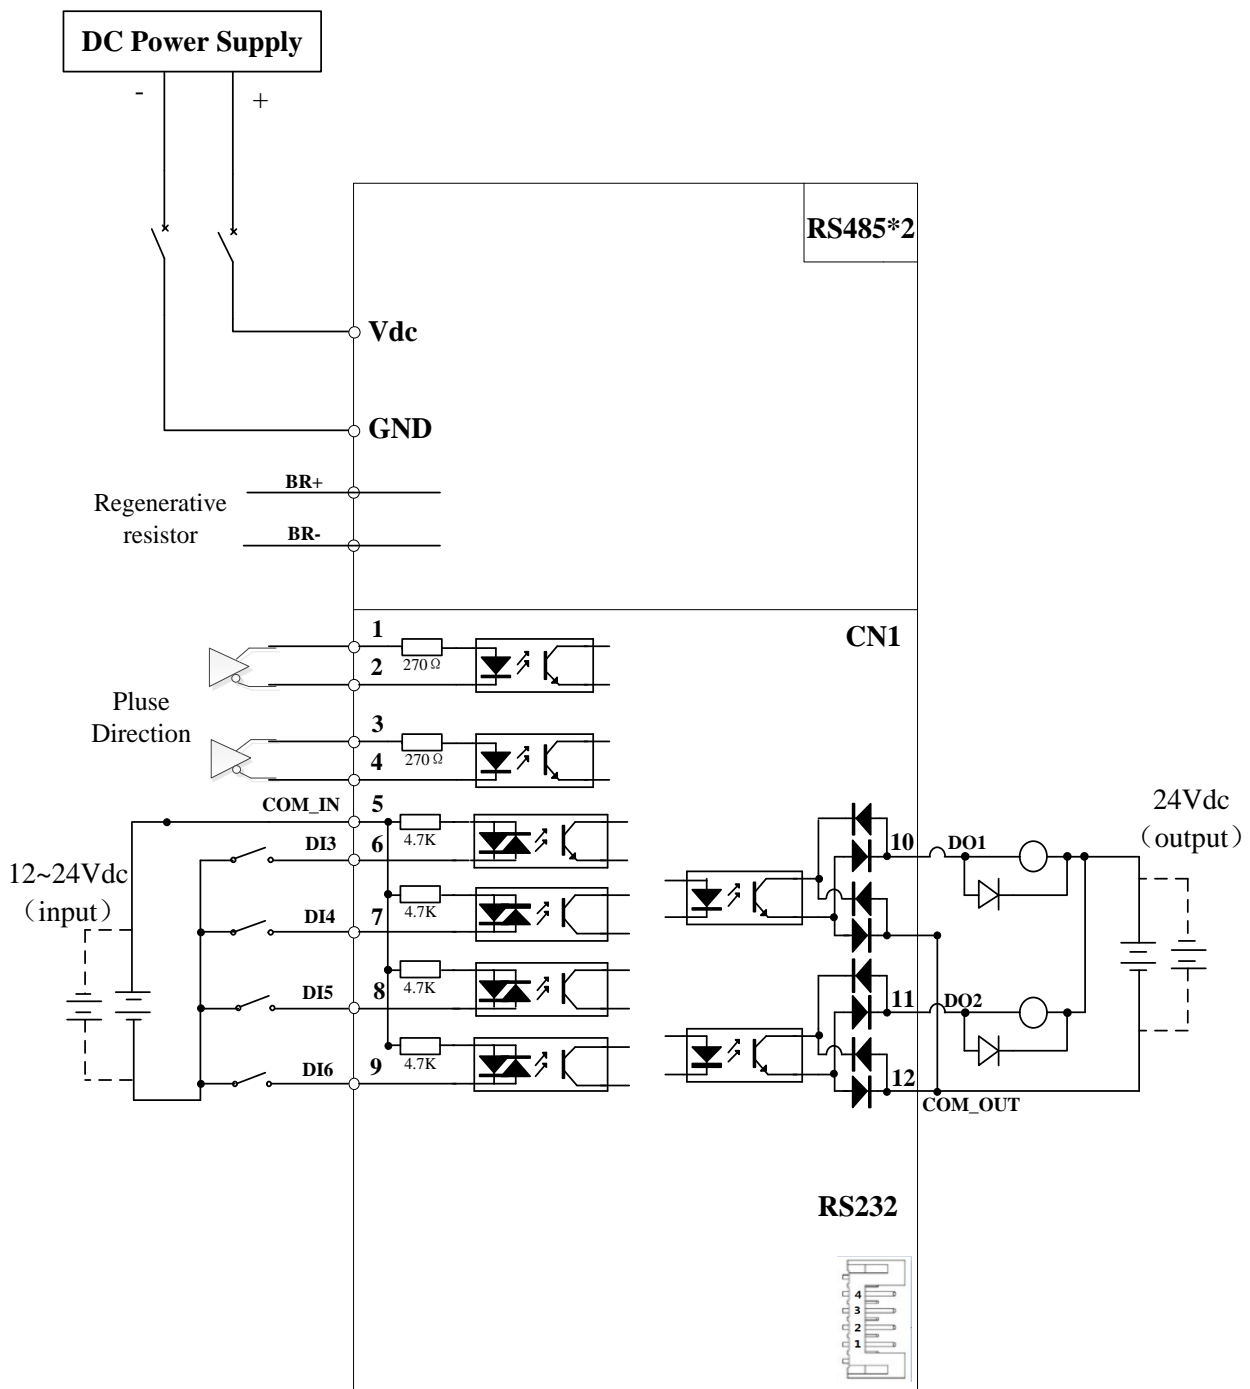 DC Power Supply
-
+
RS485*2
Vdc
GND
BR+
Regenerative
resistor
BR-
CN1
1
270Ω
2
Pluse
Direction
3
270Ω
4
COM_IN
5
4.7K
DI3
6
12~24Vdc
（input）
DI4
7
4.7K
DI5
8
4.7K
DI6
9
4.7K
24Vdc
（output）
10
DO1
11
DO2
12
COM_OUT
RS232
4
3
2
1